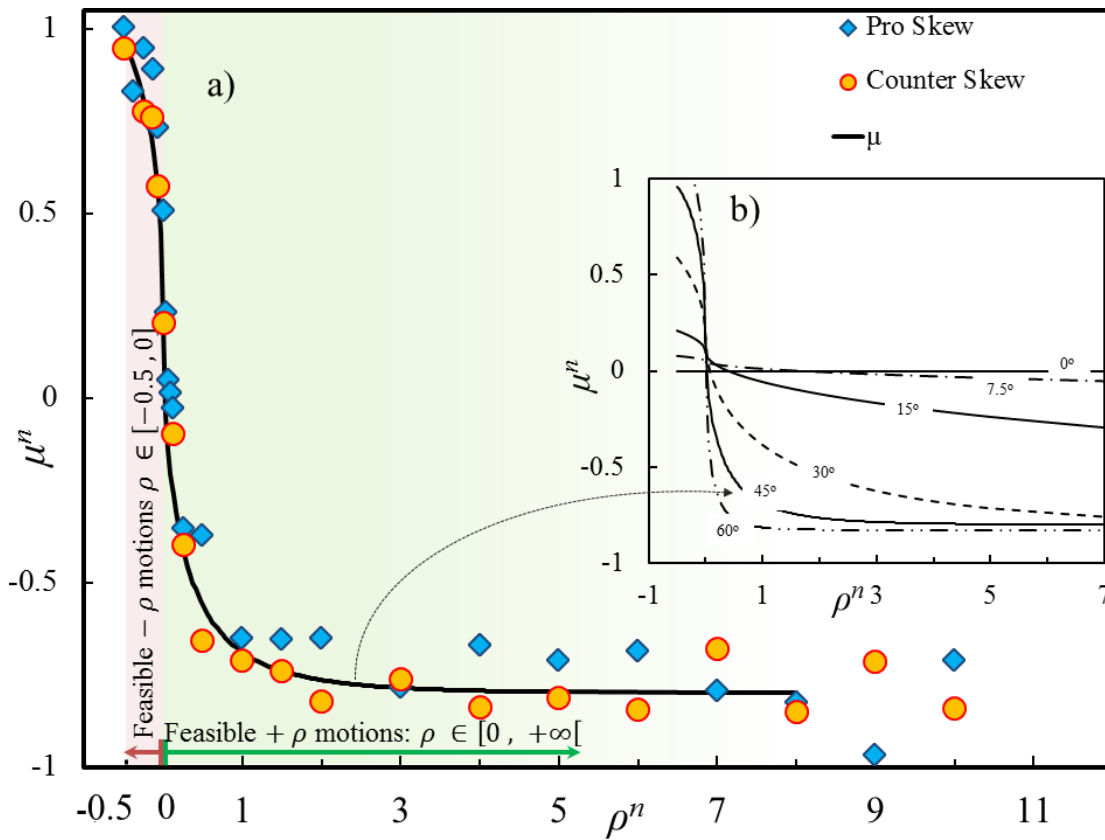 1
0.5
0
-0.5
-1
μⁿ
a)
Pro Skew
Counter Skew
μ
Feasible − ρ motions ρ ∈ [−0.5 , 0]
Feasible + ρ motions: ρ ∈ [0 , +∞[
-0.5 0 1 3 5 7 9 11
ρⁿ
b)
1
0.5
0
-0.5
-1
μⁿ
0°
7.5°
15°
30°
45°
60°
-1 1 3 5 7
ρⁿ